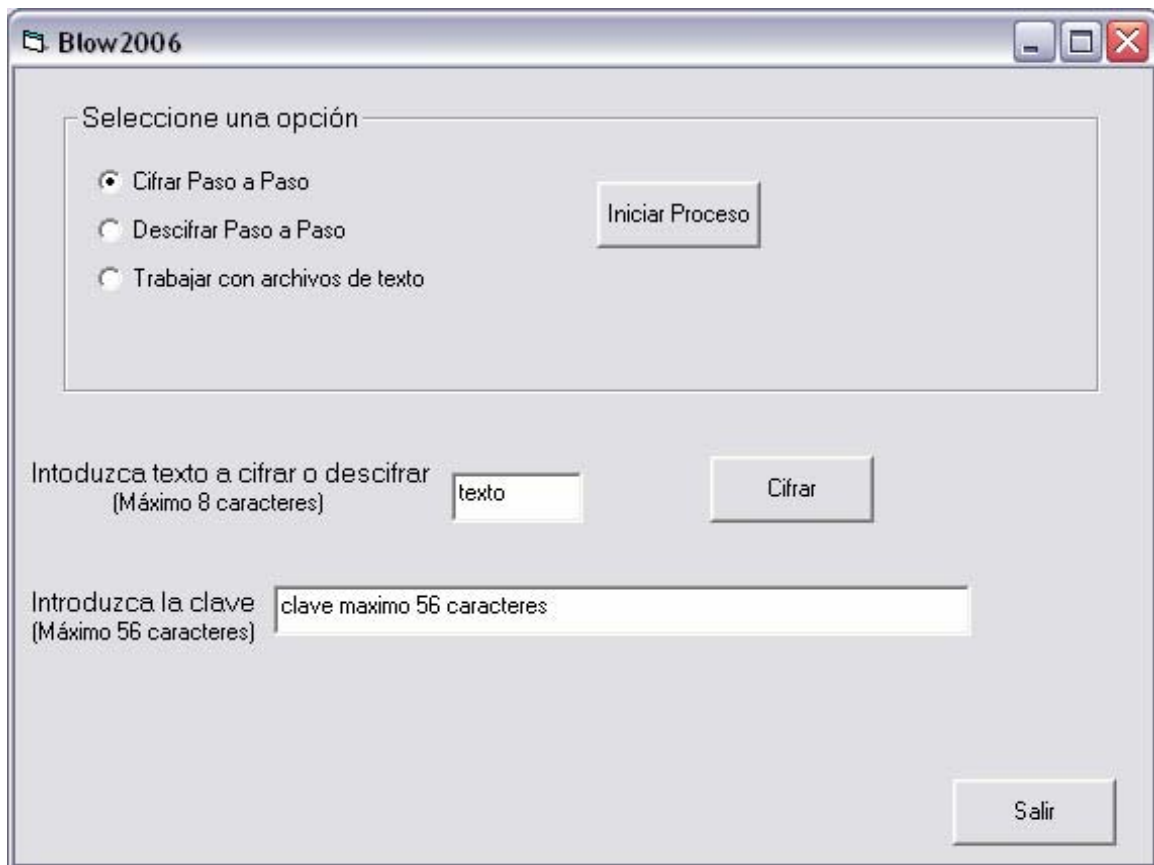 Blow2006
Seleccione una opción
Cifrar Paso a Paso
Iniciar Proceso
Descifrar Paso a Paso
Trabajar con archivos de texto
Intoduzca texto a cifrar o descifrar
(Máximo 8 caracteres)
texto
Cifrar
Introduzca la clave
(Máximo 56 caracteres)
clave maximo 56 caracteres
Salir